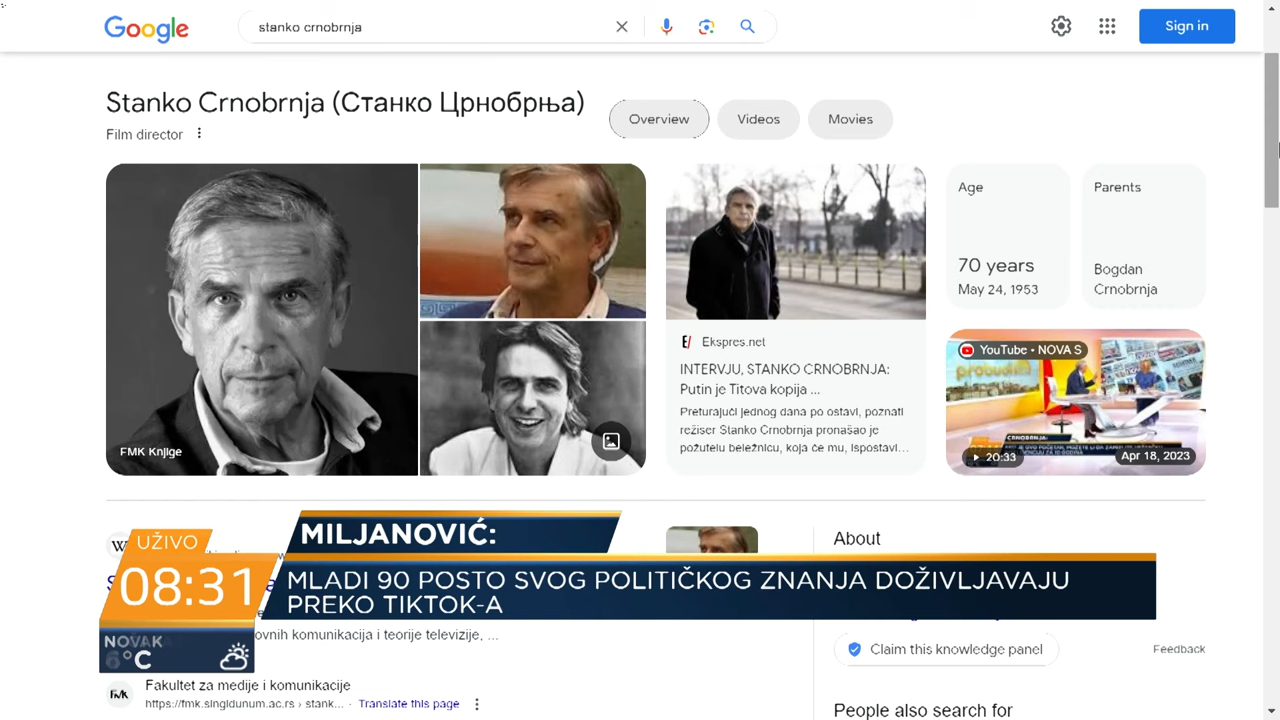 Google
stanko crnobrnja
Sign in
Stanko Crnobrnja (Станко Црнобрња)
Film director
Overview
Videos
Movies
FMK Knjige
Ekspres.net
INTERVJU, STANKO CRNOBRNJA:
Putin je Titova kopija ...
Preturajući jednog dana po ostavi, poznati
režiser Stanko Crnobrnja pronašao je
požutelu beležnicu, koja će mu, ispostavi...
Age
70 years
May 24, 1953
Parents
Bogdan
Crnobrnja
YouTube • NOVA S
probudi
CRNOBRNJA:
20:33
Apr 18, 2023
About
UŽIVO
08:31
MILJANOVIĆ:
MLADI 90 POSTO SVOG POLITIČKOG ZNANJA DOŽIVLJAVAJU
PREKO TIKTOK-A
NOVAK
6°C
ovnih komunikacija i teorije televizije, ...
Claim this knowledge panel
Feedback
Fakultet za medije i komunikacije
https://fmk.singidunum.ac.rs › stank... · Translate this page
People also search for